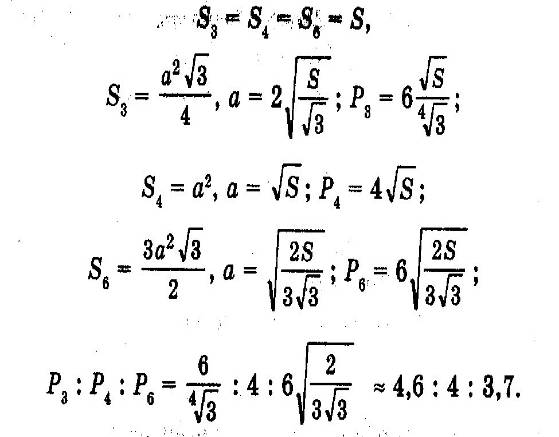 S₃ = S₄ = S₆ = S,
S₃ = a²√3/4, a = 2√(S/√3); P₃ = 6 √S/∜3;
S₄ = a², a = √S; P₄ = 4√S;
S₆ = 3a²√3/2, a = √(2S/(3√3)); P₆ = 6√(2S/(3√3));
P₃ : P₄ : P₆ = 6/∜3 : 4 : 6√(2/(3√3)) ≈ 4,6 : 4 : 3,7.